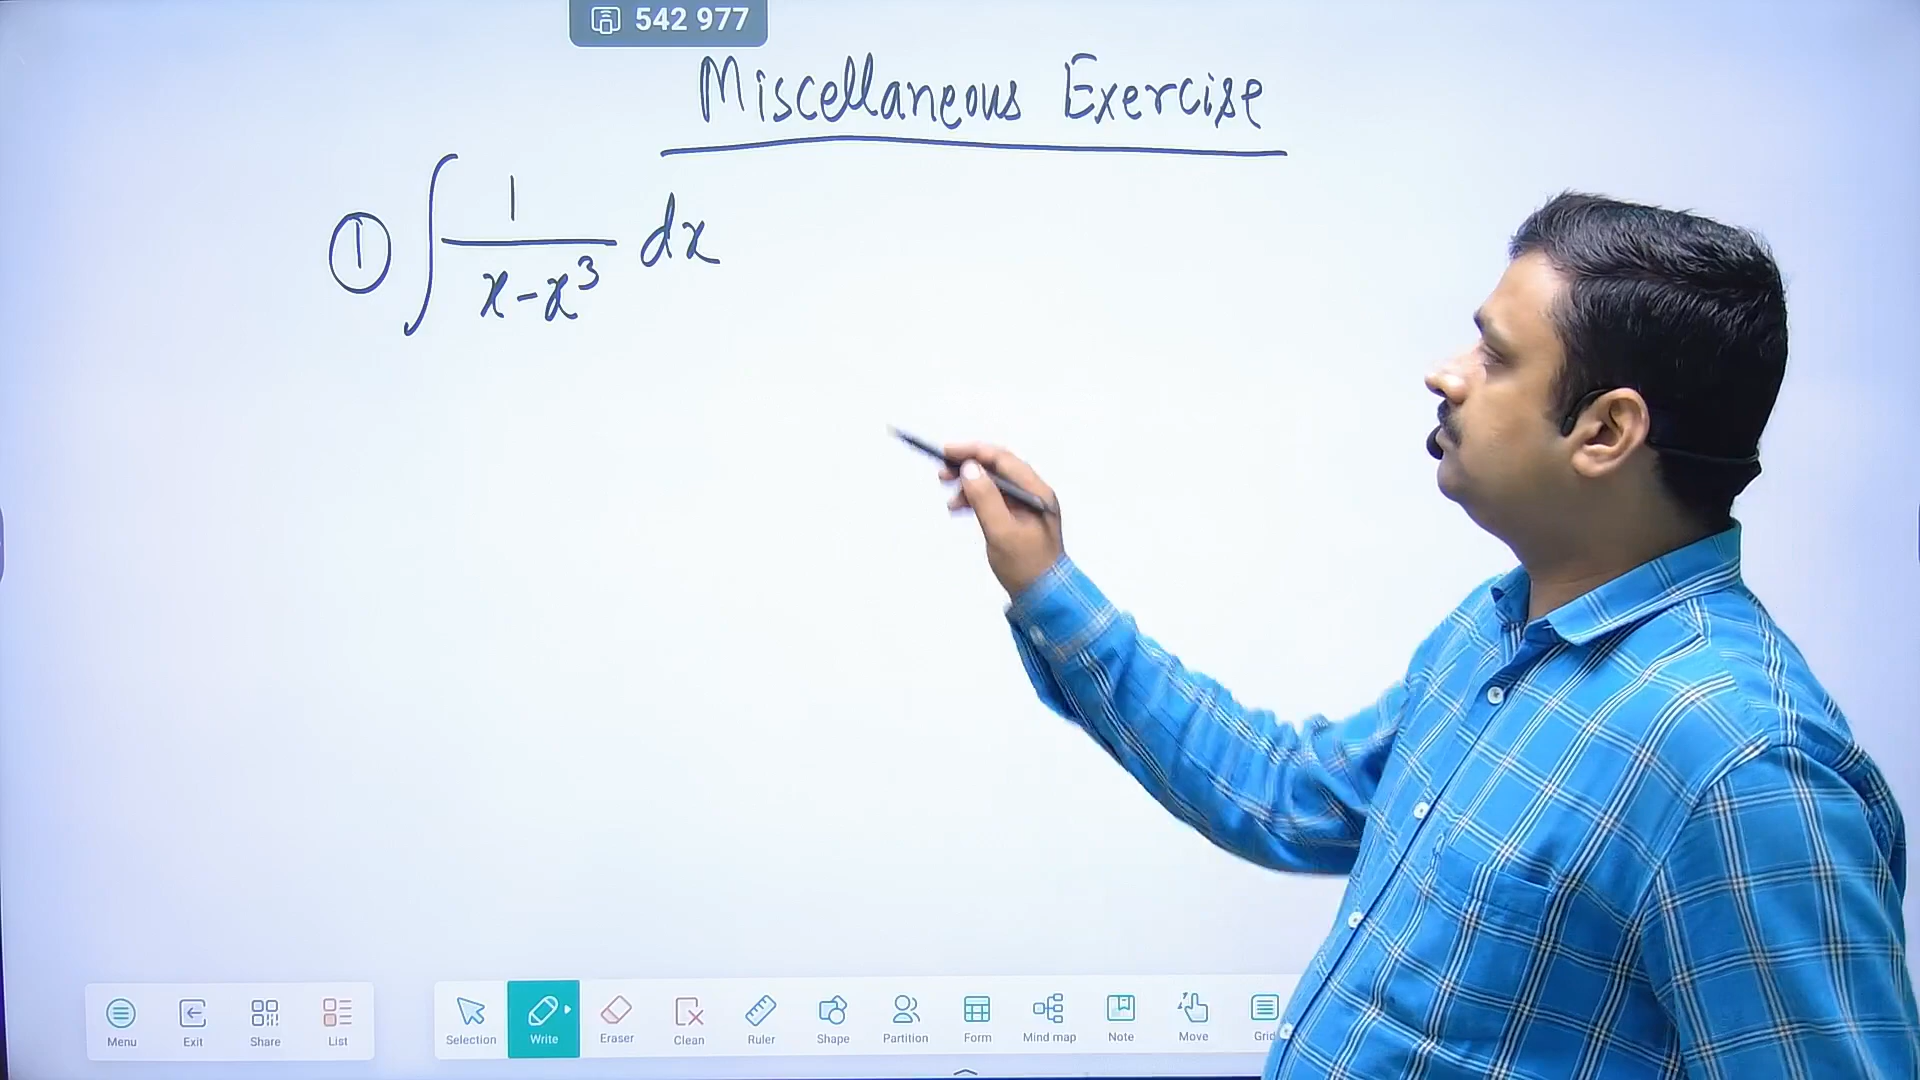 542 977
Miscellaneous Exercise
① ∫ 1/(x-x³) dx
Menu Exit Share List Selection Write Eraser Clean Ruler Shape Partition Form Mind map Note Move Grid